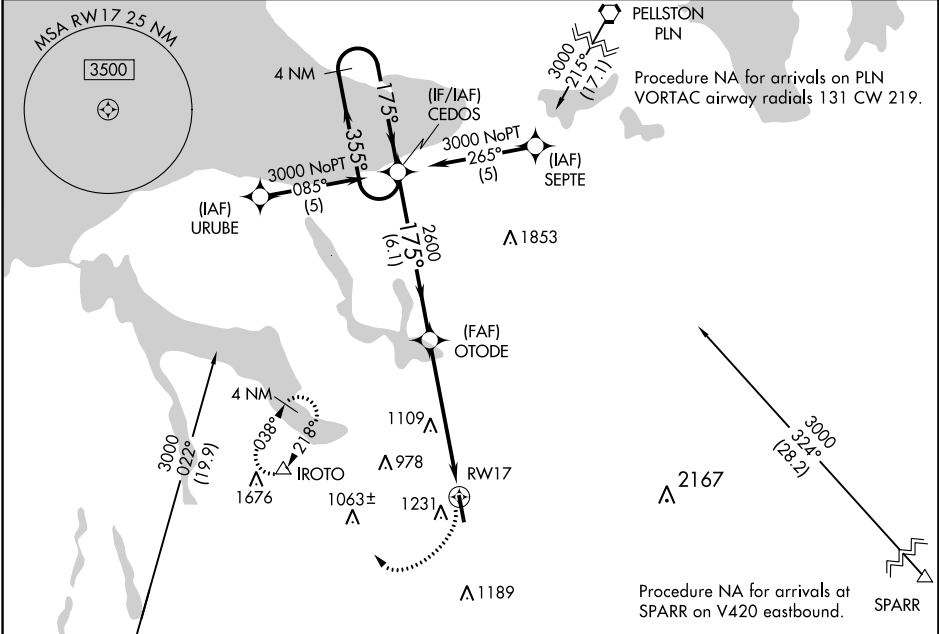 MSA RW17 25 NM
3500
PELLSTON
PLN
3000
215°
(17.1)
Procedure NA for arrivals on PLN
VORTAC airway radials 131 CW 219.
4 NM
175°
355°
(IF/IAF)
CEDOS
3000 NoPT
265°
(5)
(IAF)
SEPTE
3000 NoPT
085°
(5)
(IAF)
URUBE
2600
175°
(6.1)
1853
(FAF)
OTODE
4 NM
038°
218°
IROTO
1676
3000
022°
(19.9)
1109
978
1063±
1231
RW17
2167
3000
324°
(28.2)
1189
Procedure NA for arrivals at
SPARR on V420 eastbound.
SPARR